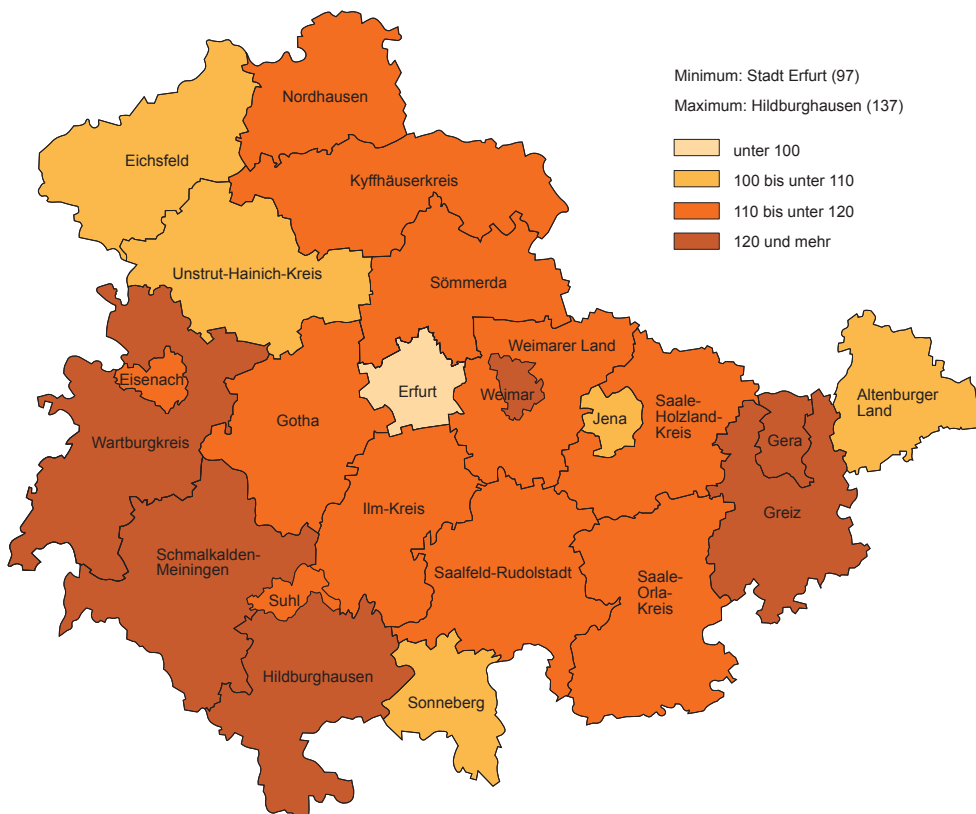 Minimum: Stadt Erfurt (97)
Maximum: Hildburghausen (137)
unter 100
100 bis unter 110
110 bis unter 120
120 und mehr
Nordhausen
Eichsfeld
Kyffhäuserkreis
Unstrut-Hainich-Kreis
Sömmerda
Weimarer Land
Eisenach
Erfurt
Weimar
Gotha
Jena
Saale-
Holzland-
Kreis
Altenburger
Land
Wartburgkreis
Gera
Ilm-Kreis
Greiz
Schmalkalden-
Meiningen
Saalfeld-Rudolstadt
Saale-
Orla-
Kreis
Suhl
Hildburghausen
Sonneberg